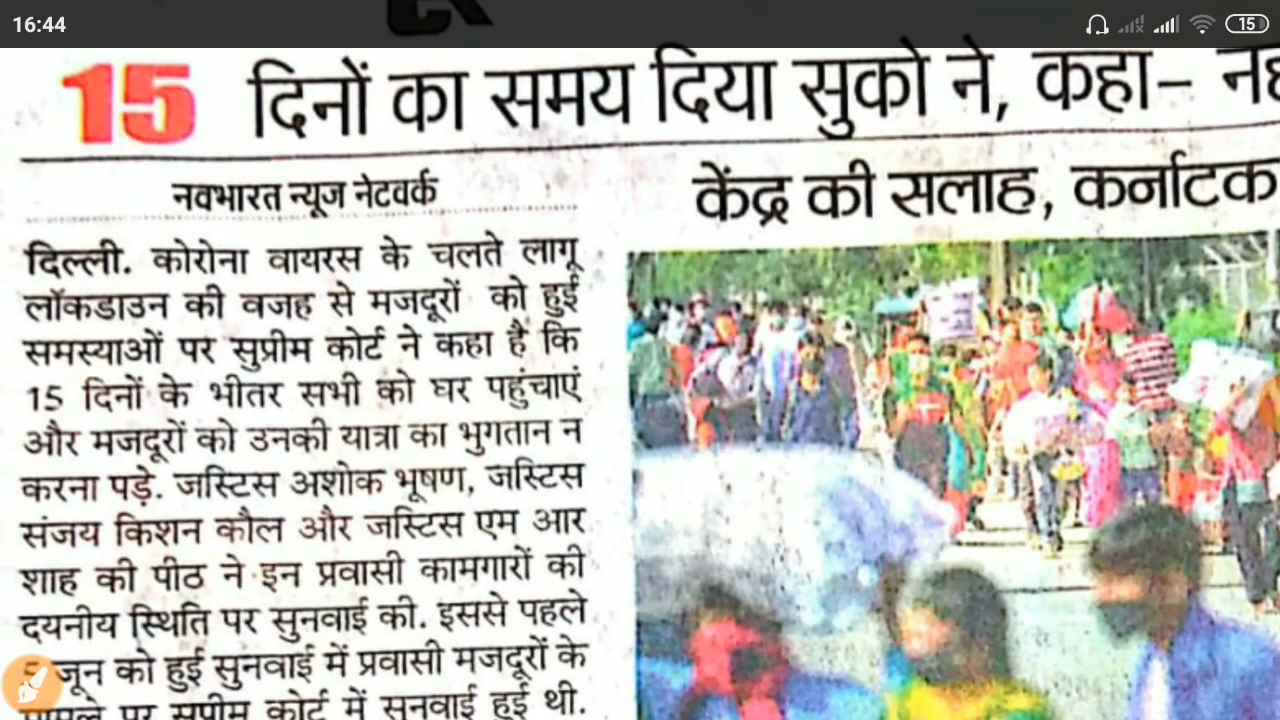 16:44
15
15 दिनों का समय दिया सुको ने, कहा–
केंद्र की सलाह, कर्नाटक
नवभारत न्यूज नेटवर्क
दिल्ली. कोरोना वायरस के चलते लागू
लॉकडाउन की वजह से मजदूरों को हुई
समस्याओं पर सुप्रीम कोर्ट ने कहा है कि
15 दिनों के भीतर सभी को घर पहुंचाएं
और मजदूरों को उनकी यात्रा का भुगतान न
करना पड़े. जस्टिस अशोक भूषण, जस्टिस
संजय किशन कौल और जस्टिस एम आर
शाह की पीठ ने इन प्रवासी कामगारों की
दयनीय स्थिति पर सुनवाई की. इससे पहले
5 जून को हुई सुनवाई में प्रवासी मजदूरों के
मामले पर सुप्रीम कोर्ट में सुनवाई हुई थी.